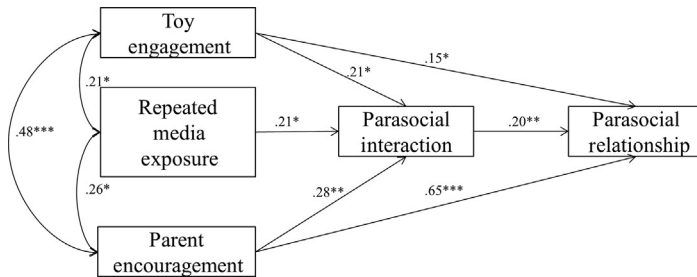 Toy
engagement
.15*
.21*
.21*
Repeated
media
exposure
.48***
.21*
Parasocial
interaction
.20**
Parasocial
relationship
.26*
.28**
.65***
Parent
encouragement